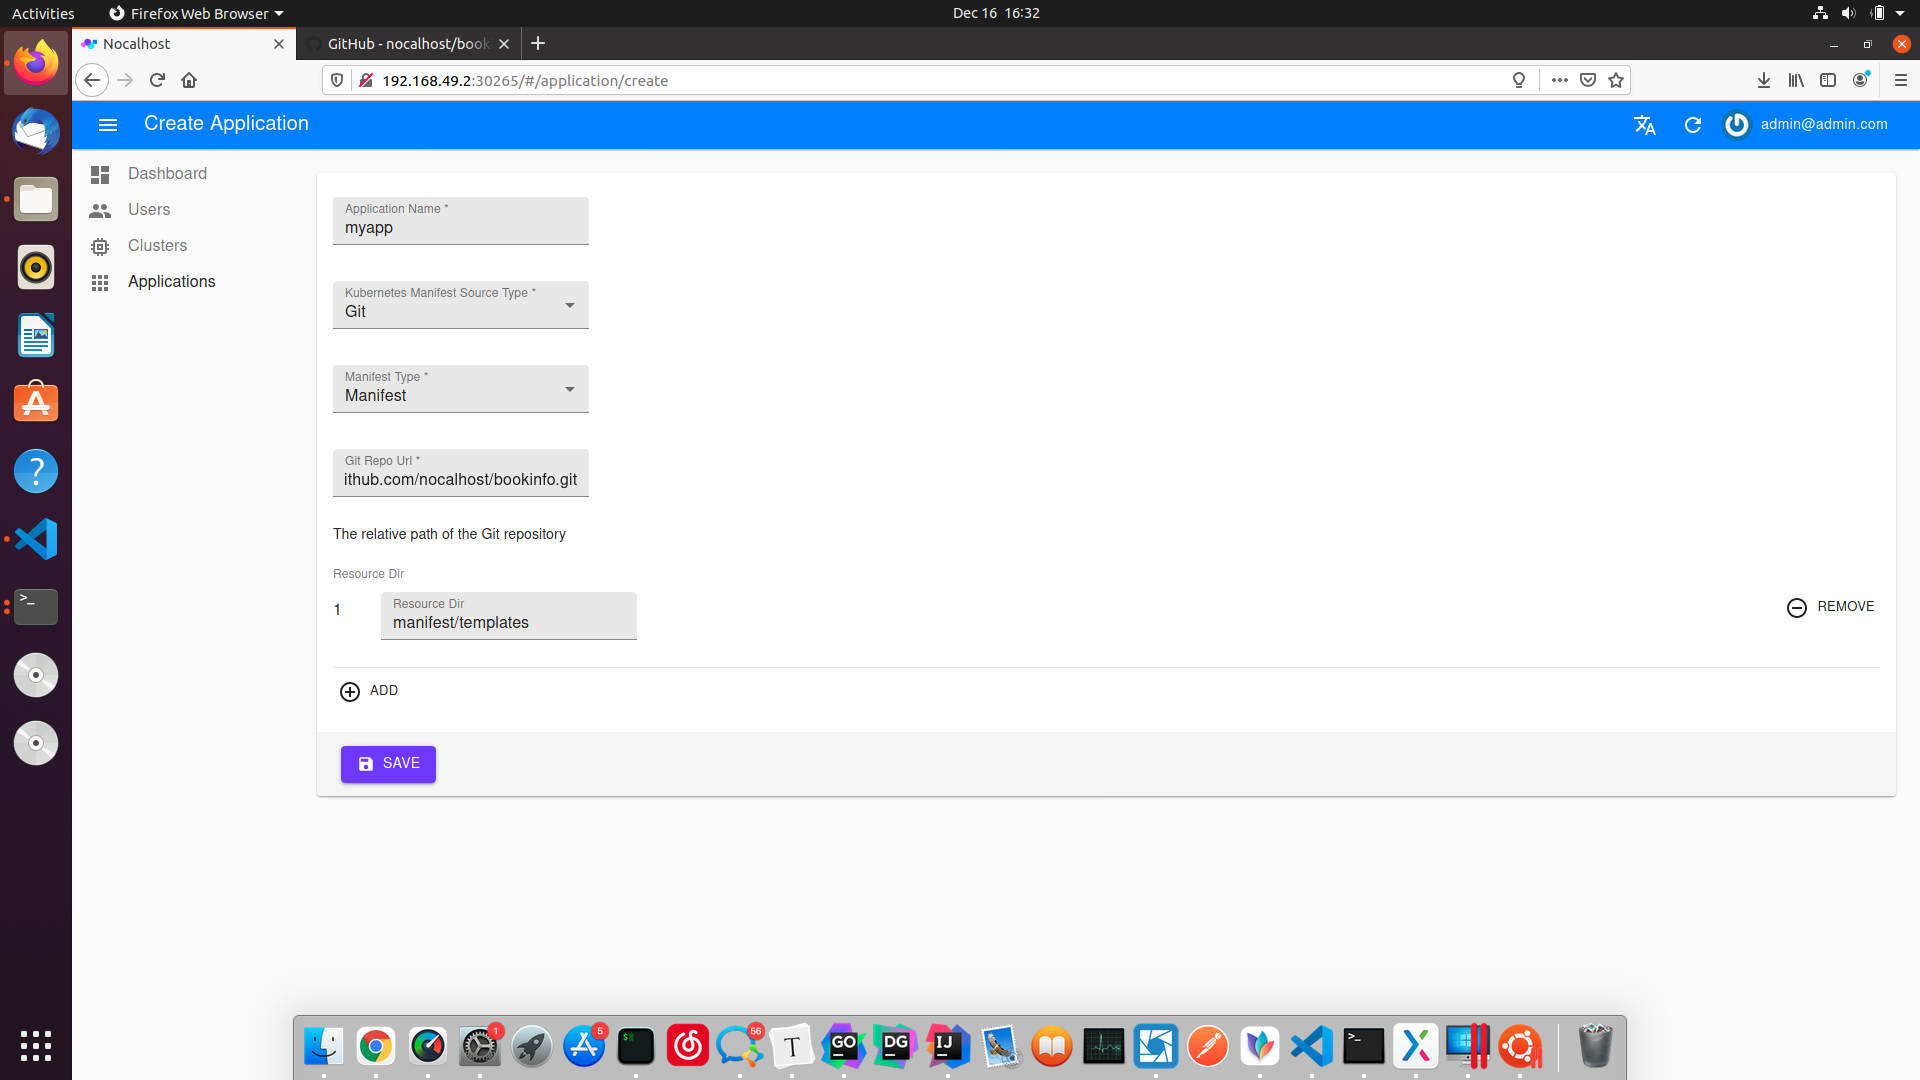 Activities
Firefox Web Browser
Dec 16 16:32
Nocalhost
GitHub - nocalhost/book
192.168.49.2:30265/#/application/create
Create Application
admin@admin.com
Dashboard
Users
Clusters
Applications
Application Name *
myapp
Kubernetes Manifest Source Type *
Git
Manifest Type *
Manifest
Git Repo Url *
ithub.com/nocalhost/bookinfo.git
The relative path of the Git repository
Resource Dir
1
Resource Dir
manifest/templates
REMOVE
ADD
SAVE
1
5
56
T
GO
DG
IJ